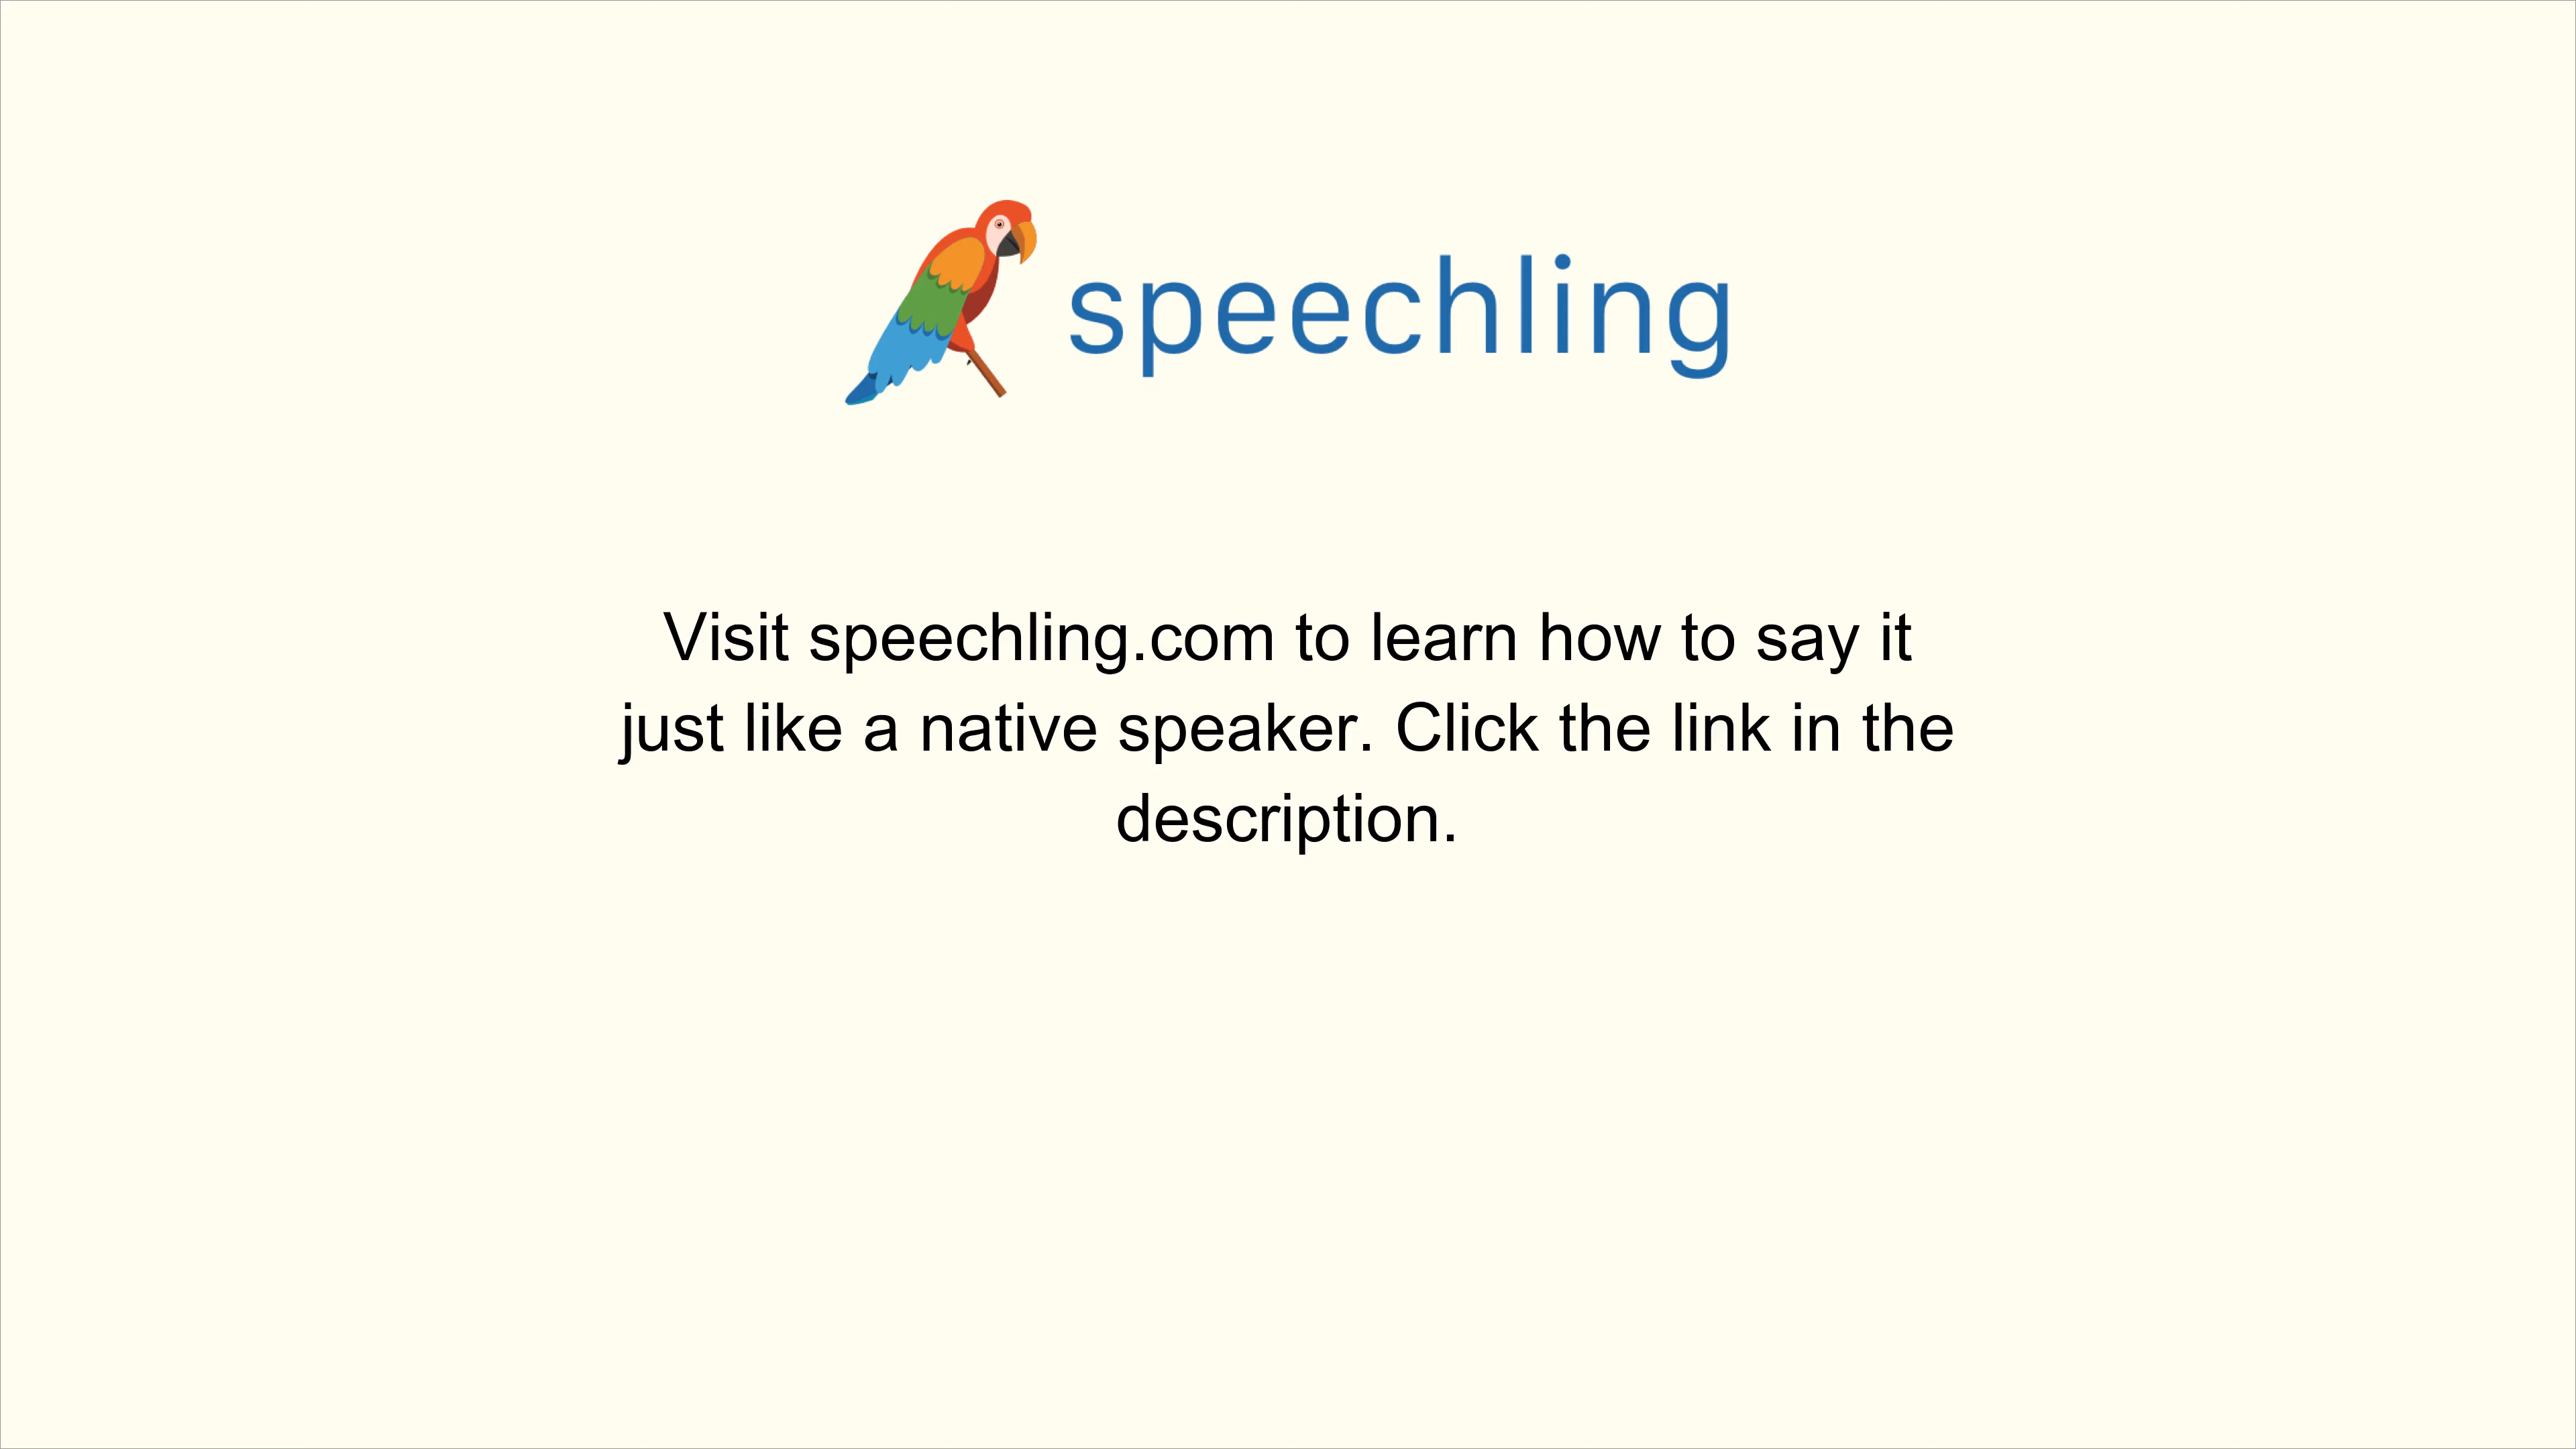 speechling
Visit speechling.com to learn how to say it
just like a native speaker. Click the link in the
description.